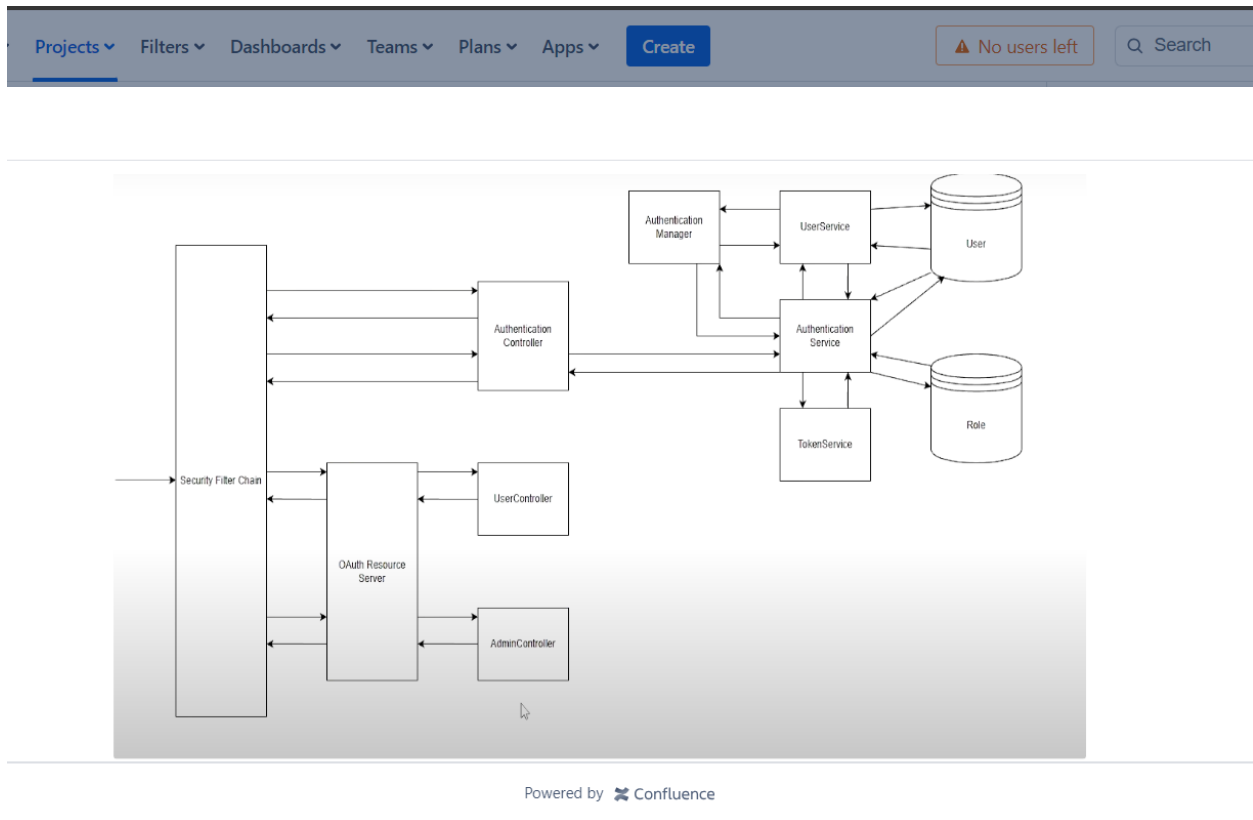 Projects Filters Dashboards Teams Plans Apps Create No users left Search
Authentication
Manager
UserService
User
Authentication
Controller
Authentication
Service
TokenService
Role
Security Filter Chain
UserController
OAuth Resource
Server
AdminController
Powered by Confluence